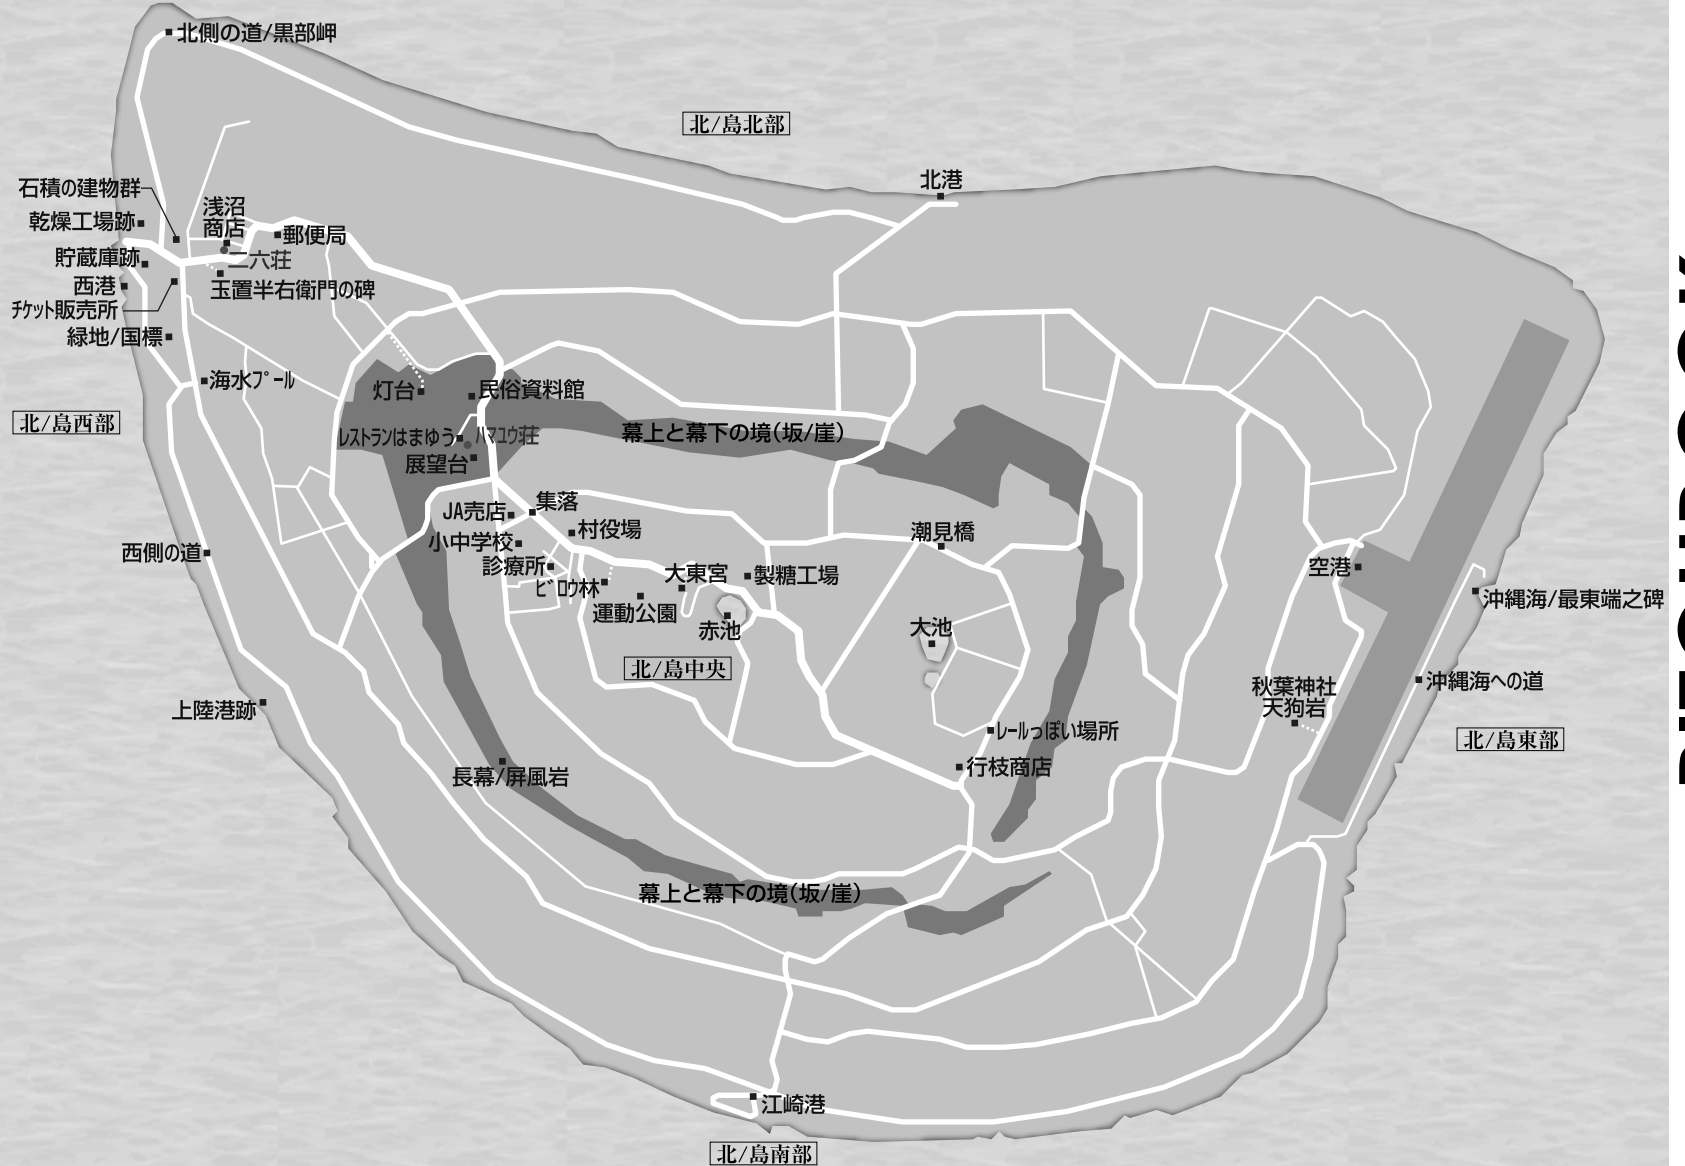 北側の道/黒部岬
北/島北部
北港
石積の建物群
乾燥工場跡
浅沼
商店
郵便局
貯蔵庫跡
二六荘
西港
玉置半右衛門の碑
ﾁｹｯﾄ販売所
緑地/国標
海水ﾌﾟｰﾙ
灯台
民俗資料館
北/島西部
ﾚｽﾄﾗﾝはまゆう
ﾊﾏﾕｳ荘
幕上と幕下の境(坂/崖)
展望台
集落
JA売店
村役場
潮見橋
小中学校
西側の道
診療所
大東宮
製糖工場
空港
ﾋﾞﾛｳ林
運動公園
沖縄海/最東端之碑
赤池
大池
北/島中央
沖縄海への道
秋葉神社
天狗岩
上陸港跡
ﾚｰﾙっぽい場所
北/島東部
行枝商店
長幕/屏風岩
幕上と幕下の境(坂/崖)
江崎港
北/島南部